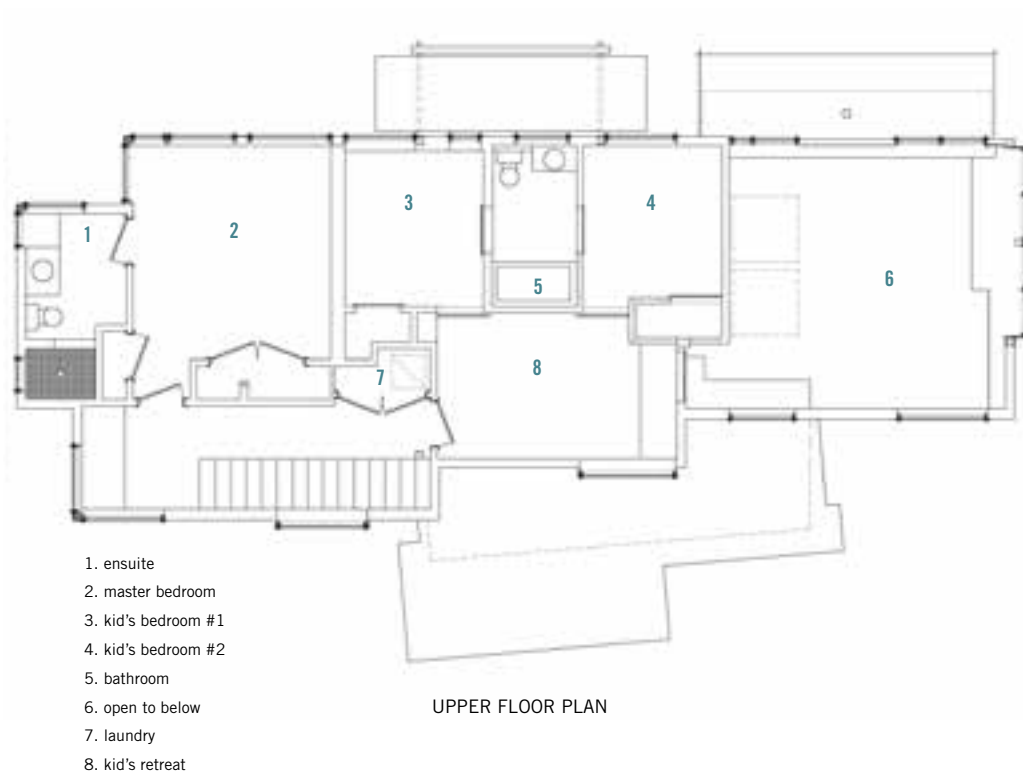 3
4
1
2
6
5
8
7
1. ensuite
2. master bedroom
3. kid's bedroom #1
4. kid's bedroom #2
5. bathroom
6. open to below
7. laundry
8. kid's retreat
UPPER FLOOR PLAN